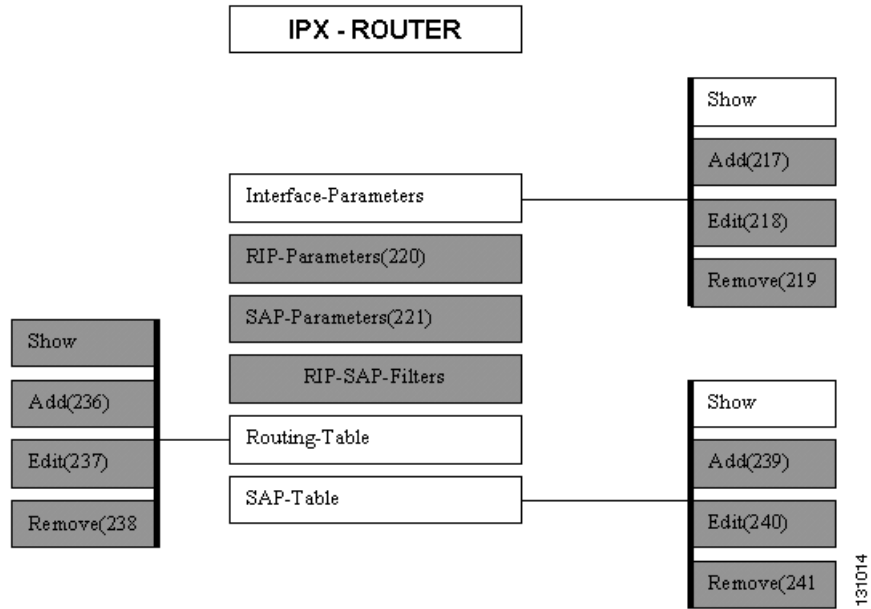 IPX - ROUTER
Interface-Parameters
RIP-Parameters(220)
SAP-Parameters(221)
RIP-SAP-Filters
Routing-Table
SAP-Table
Show
Add(217)
Edit(218)
Remove(219
Show
Add(236)
Edit(237)
Remove(238
Show
Add(239)
Edit(240)
Remove(241
131014